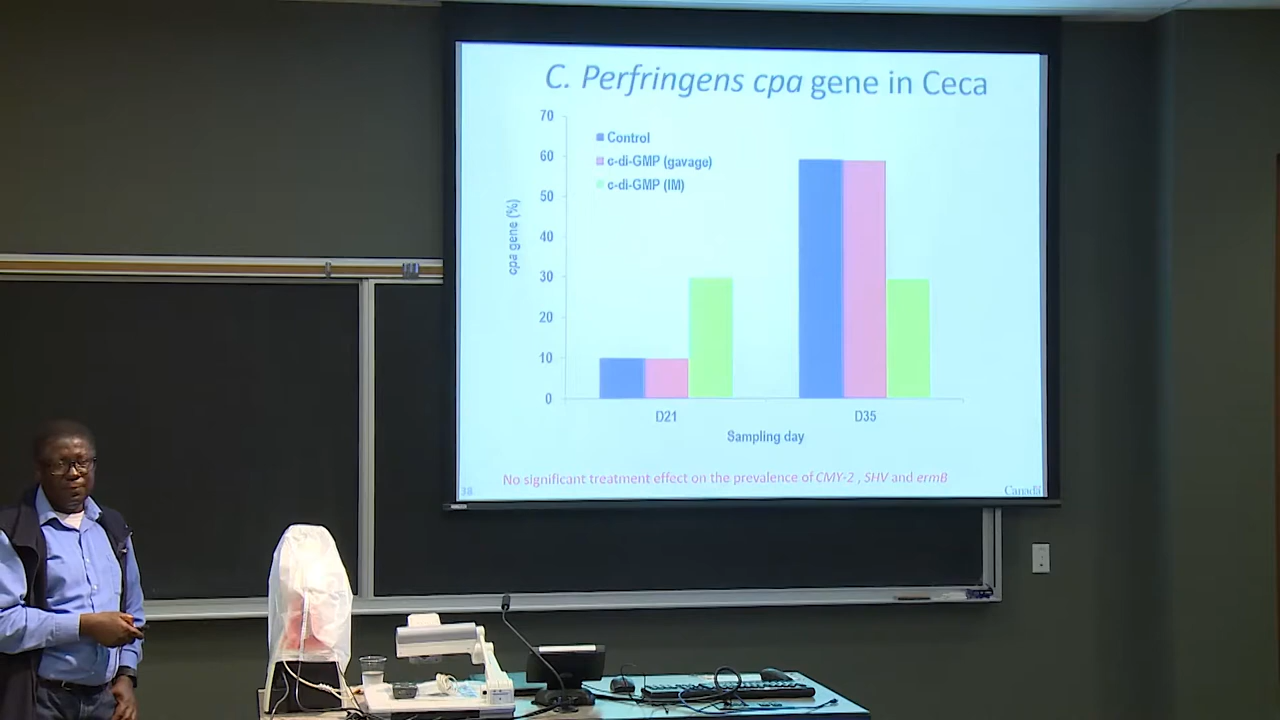 C. Perfringens cpa gene in Ceca
70
60
50
40
30
20
10
0
cpa gene (%)
Control
c-di-GMP (gavage)
c-di-GMP (IM)
D21
D35
Sampling day
No significant treatment effect on the prevalence of CMY-2 , SHV and ermB
38
Canada